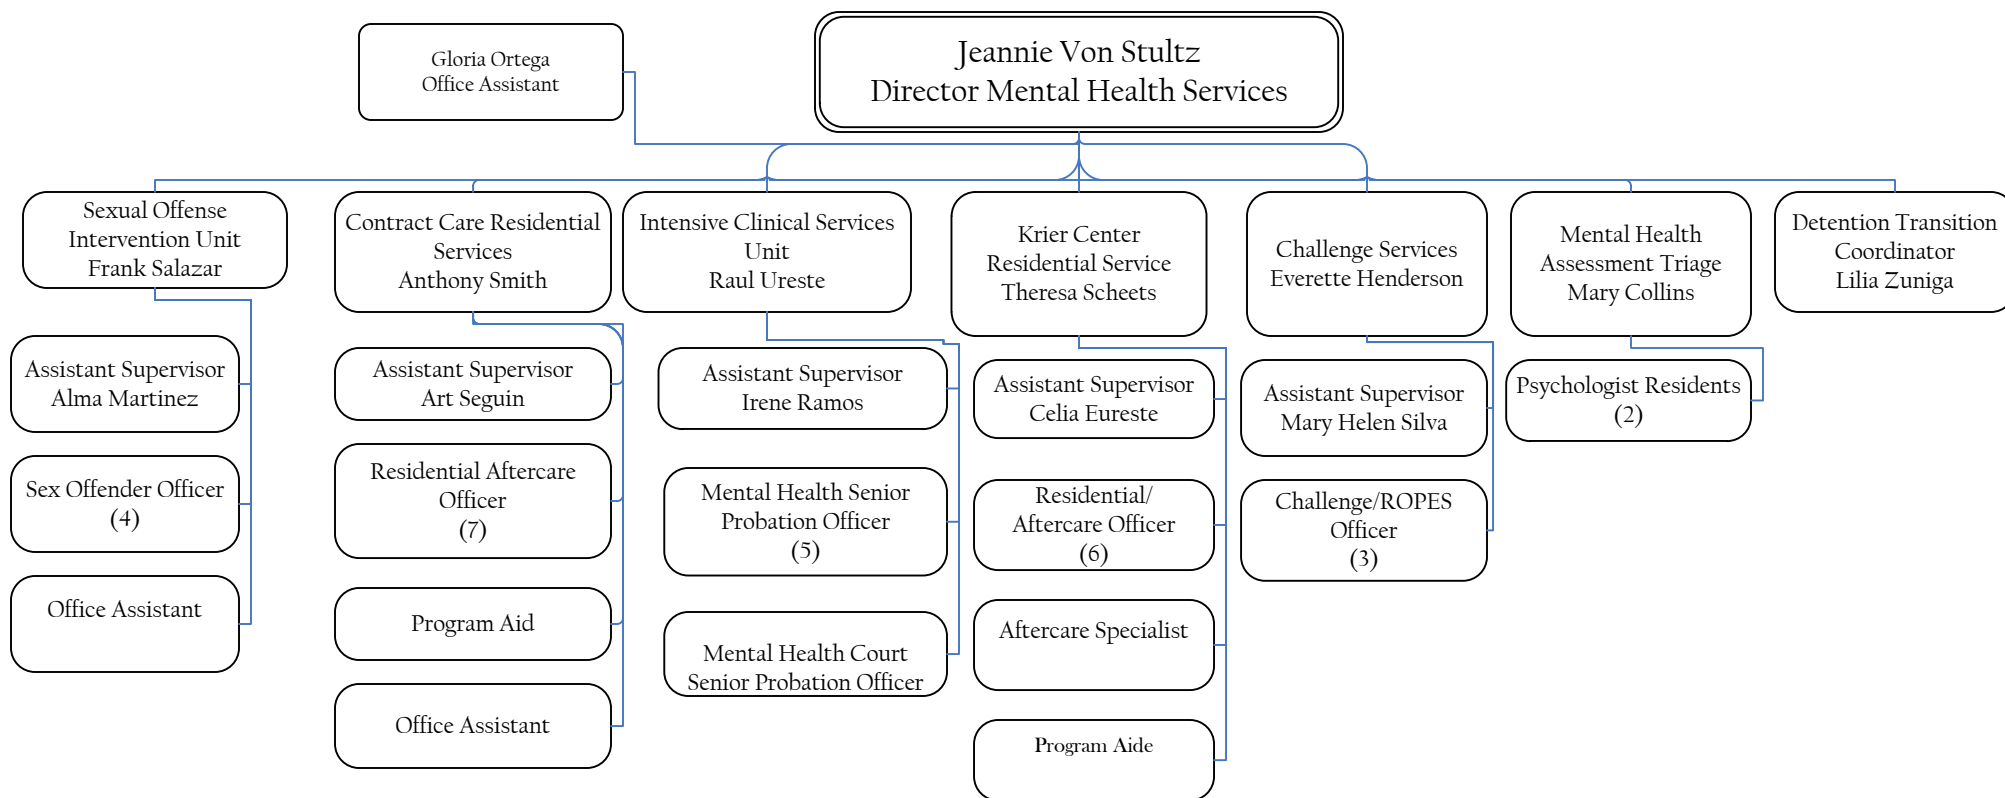 Gloria Ortega
Office Assistant
Jeannie Von Stultz
Director Mental Health Services
Sexual Offense
Intervention Unit
Frank Salazar
Contract Care Residential
Services
Anthony Smith
Intensive Clinical Services
Unit
Raul Ureste
Krier Center
Residential Service
Theresa Scheets
Challenge Services
Everette Henderson
Mental Health
Assessment Triage
Mary Collins
Detention Transition
Coordinator
Lilia Zuniga
Assistant Supervisor
Alma Martinez
Sex Offender Officer
(4)
Office Assistant
Assistant Supervisor
Art Seguin
Residential Aftercare
Officer
(7)
Program Aid
Office Assistant
Assistant Supervisor
Irene Ramos
Mental Health Senior
Probation Officer
(5)
Mental Health Court
Senior Probation Officer
Assistant Supervisor
Celia Eureste
Residential/
Aftercare Officer
(6)
Aftercare Specialist
Program Aide
Assistant Supervisor
Mary Helen Silva
Challenge/ROPES
Officer
(3)
Psychologist Residents
(2)